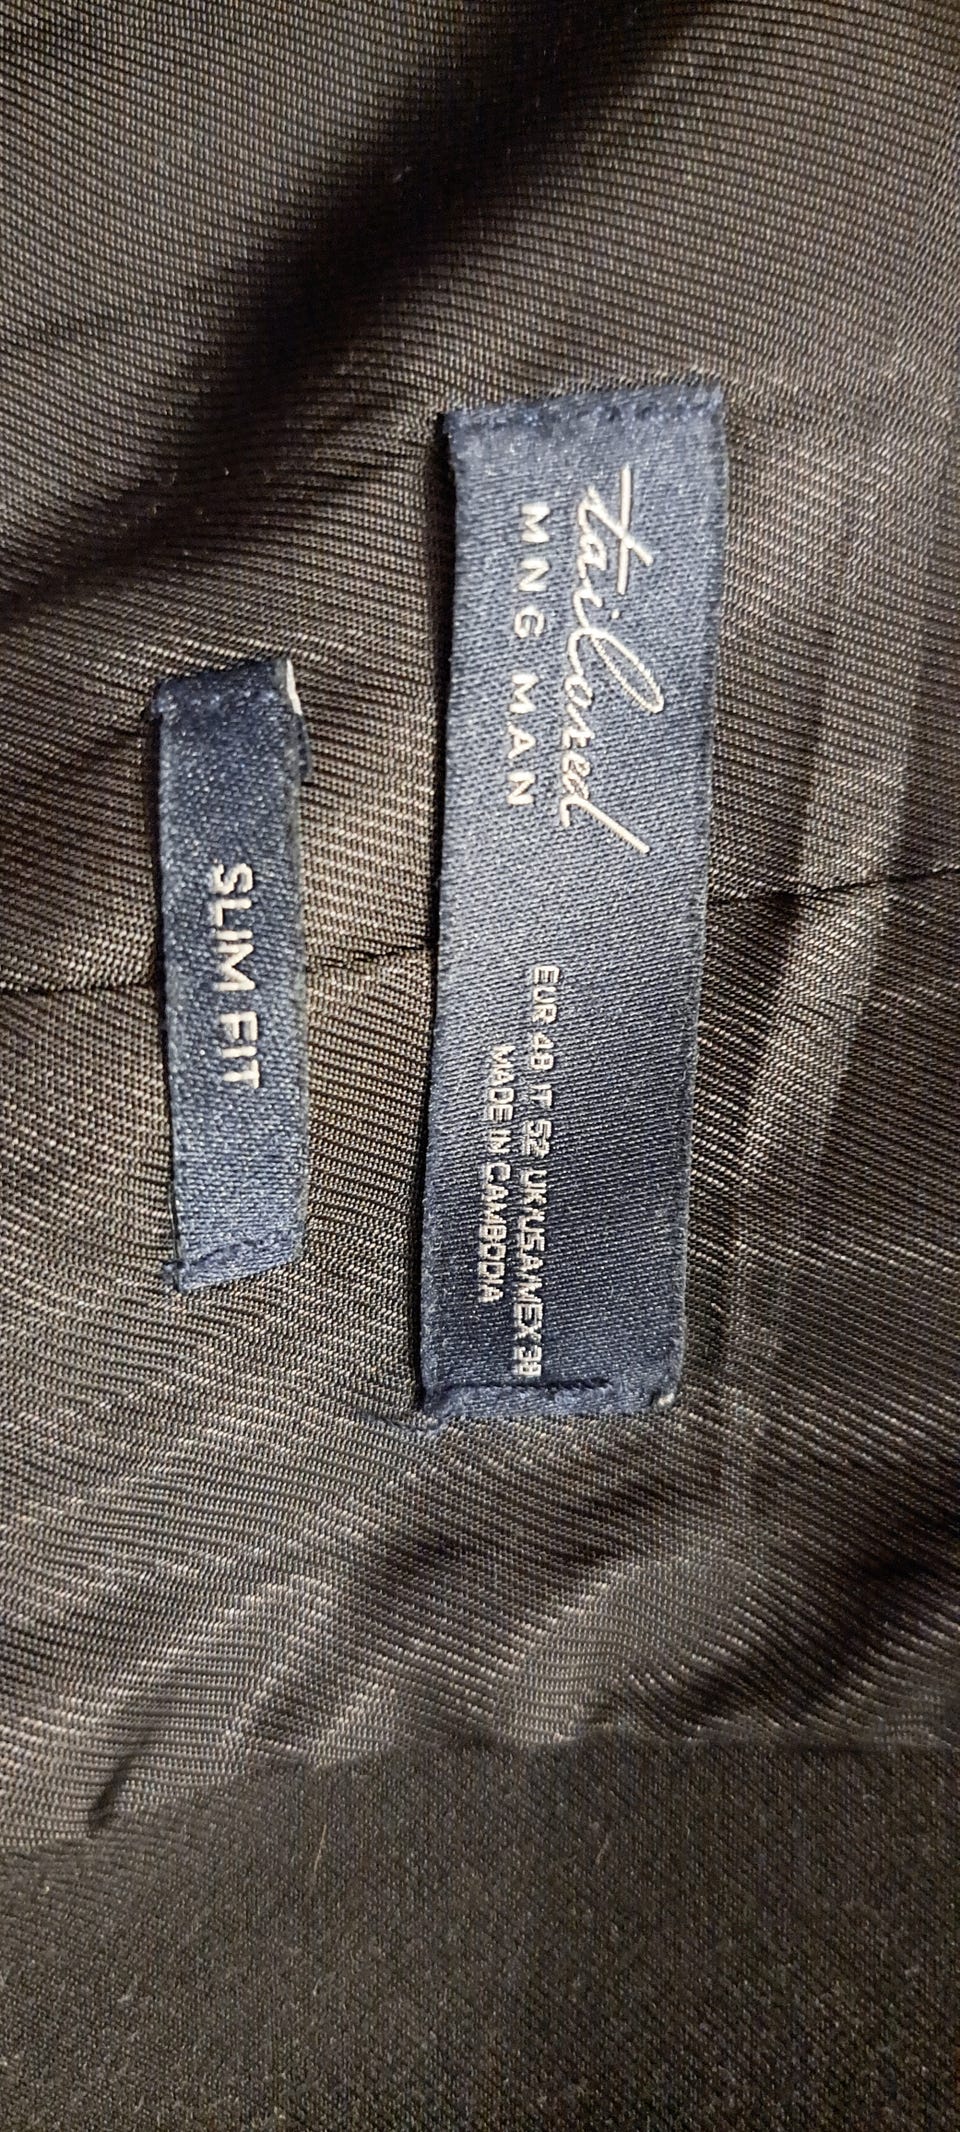 tailored
MNG MAN
EUR 48 IT 52 UK/USA/MEX 38
MADE IN CAMBODIA
SLIM FIT